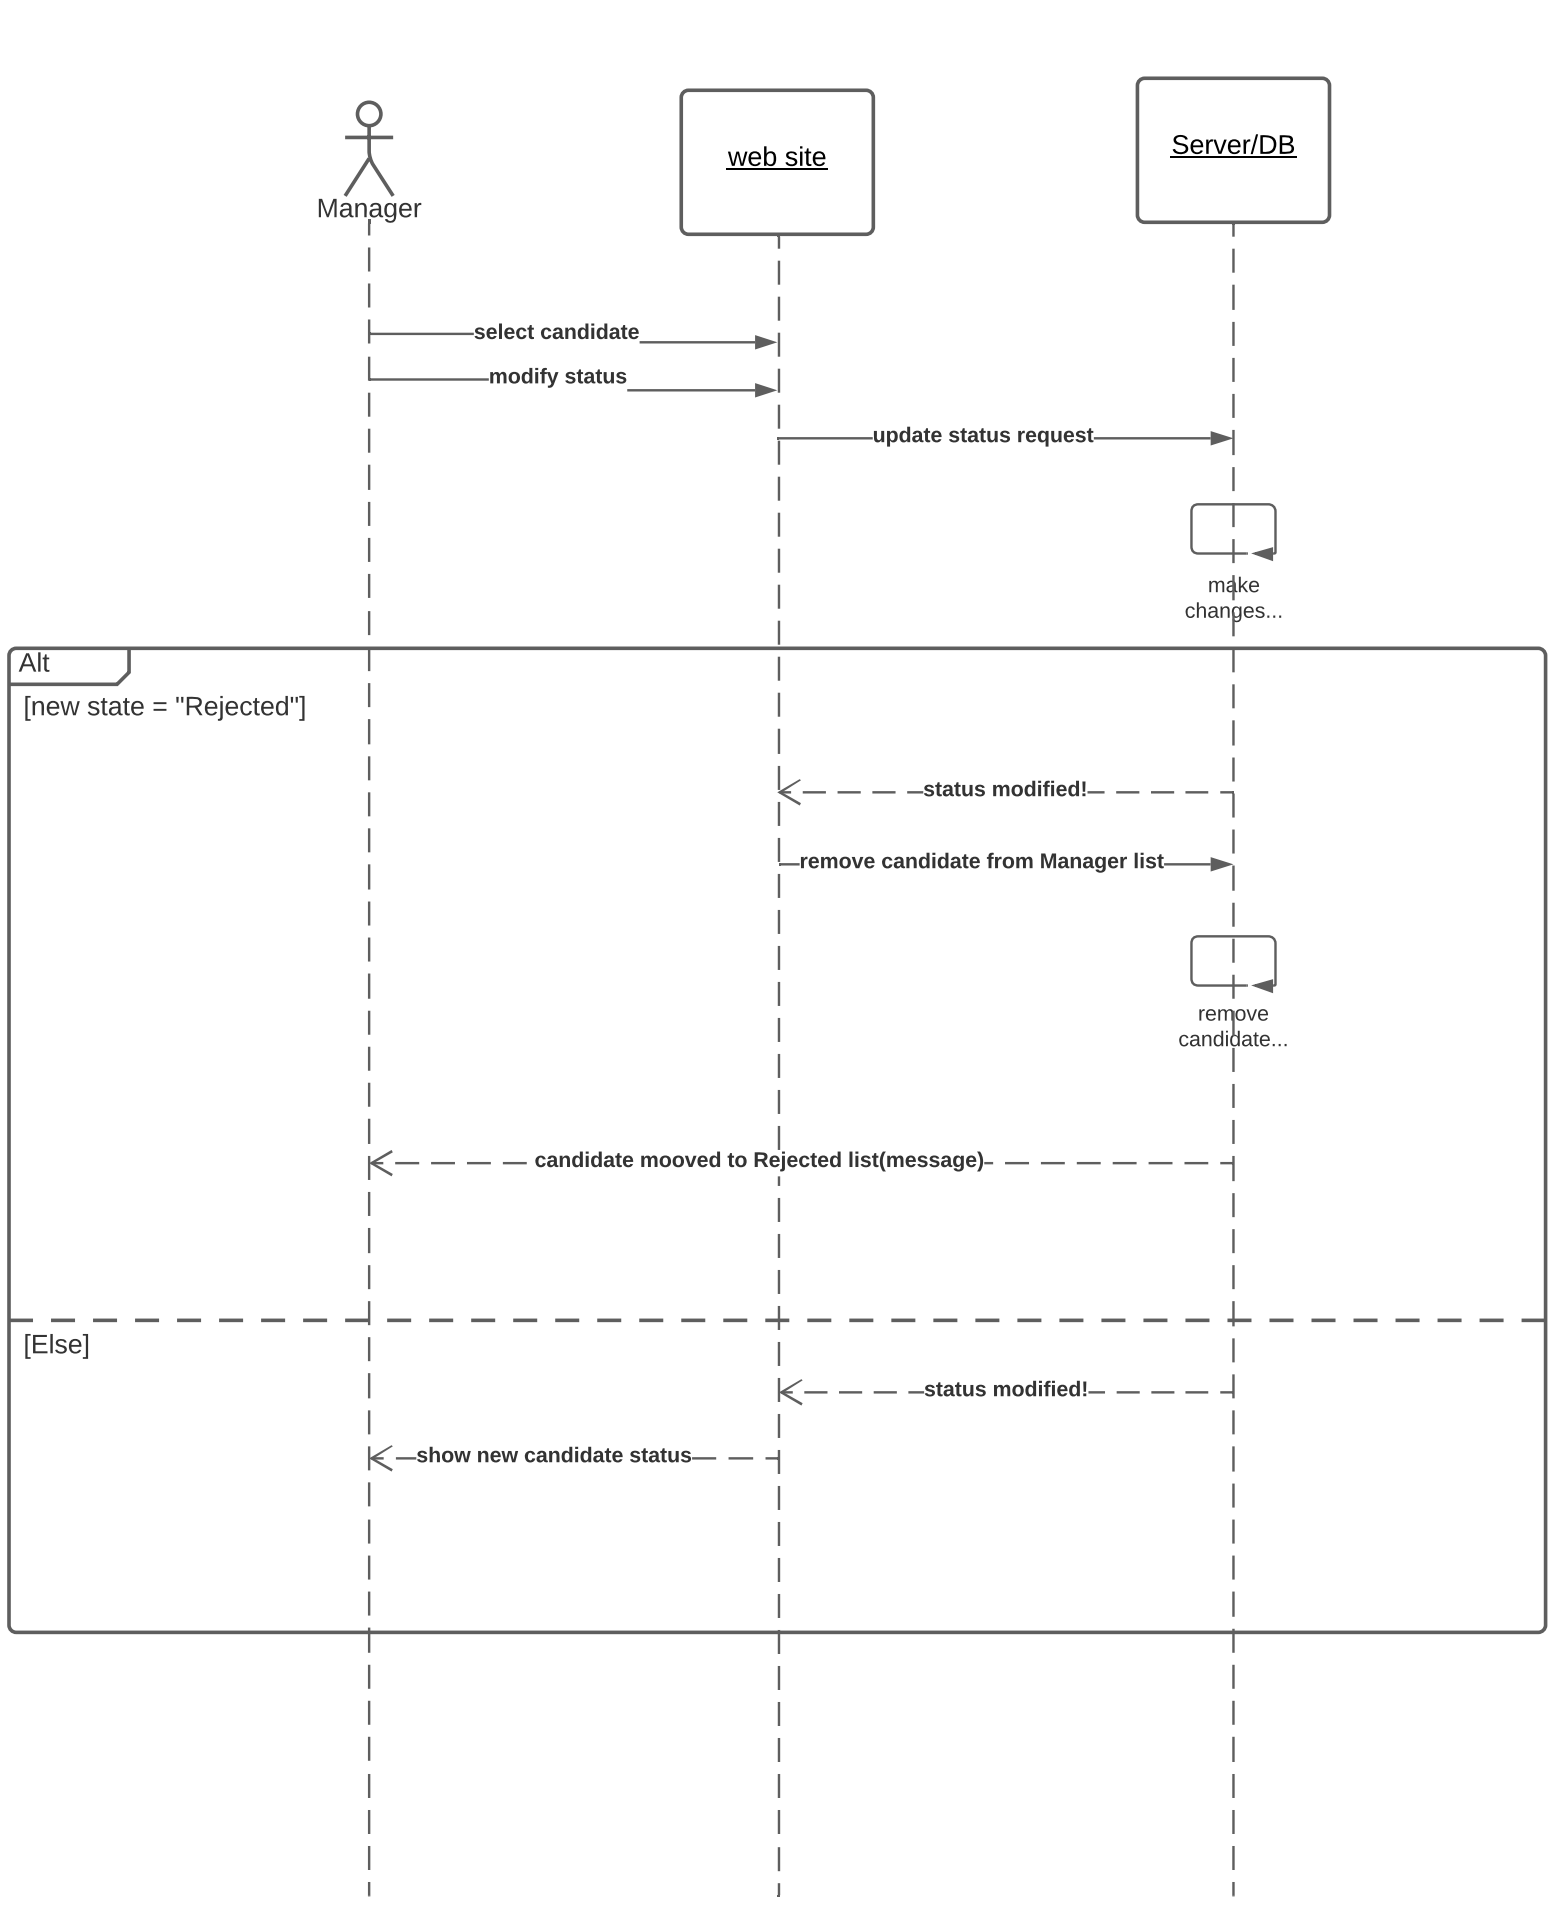 Manager
web site
Server/DB
select candidate
modify status
update status request
make
changes...
Alt
[new state = "Rejected"]
status modified!
remove candidate from Manager list
remove
candidate...
candidate mooved to Rejected list(message)
[Else]
status modified!
show new candidate status